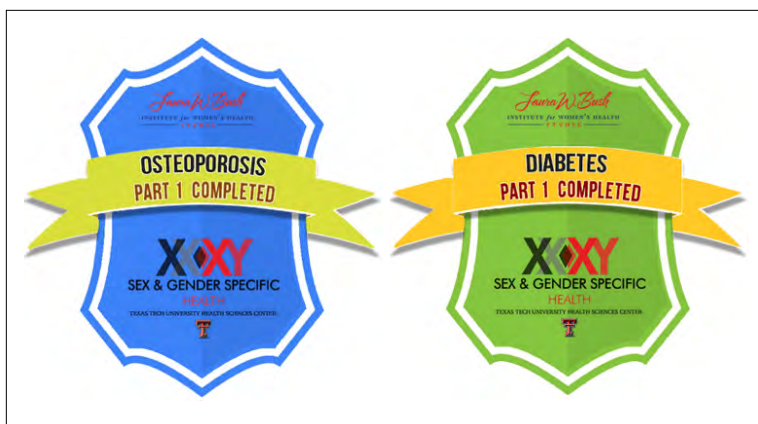 Laura W. Bush
INSTITUTE for WOMEN'S HEALTH
TTUHSC
OSTEOPOROSIS
PART 1 COMPLETED
XXXY
SEX & GENDER SPECIFIC
HEALTH
TEXAS TECH UNIVERSITY HEALTH SCIENCES CENTER
T
Laura W. Bush
INSTITUTE for WOMEN'S HEALTH
TTUHSC
DIABETES
PART 1 COMPLETED
XXXY
SEX & GENDER SPECIFIC
HEALTH
TEXAS TECH UNIVERSITY HEALTH SCIENCES CENTER
T